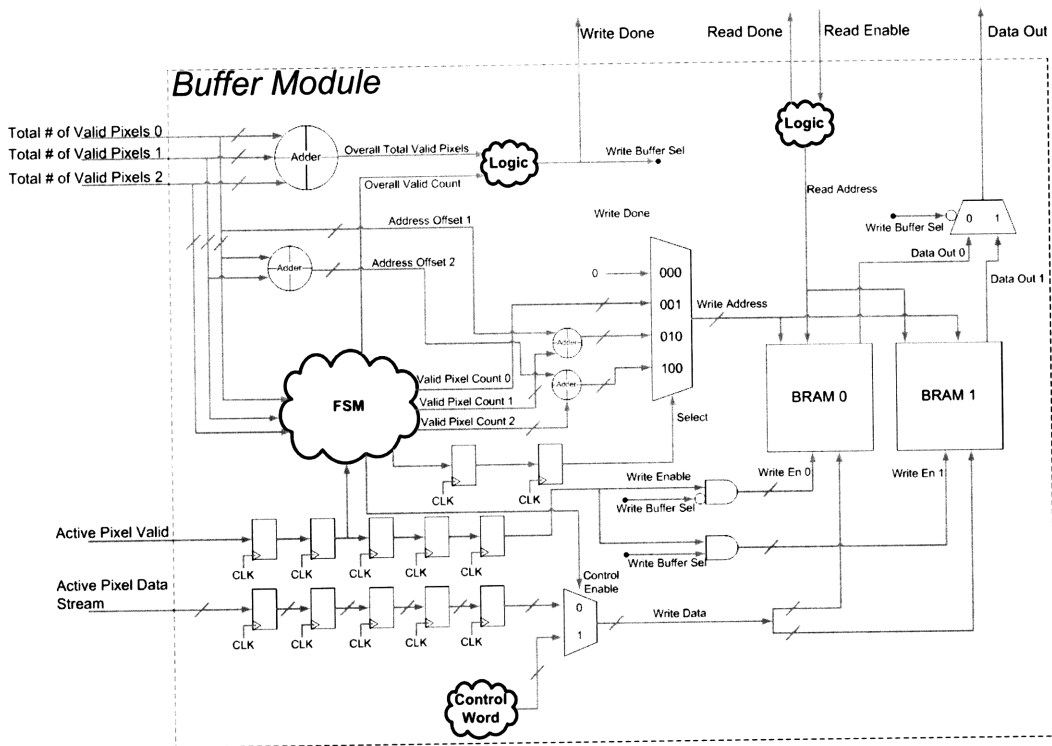 Write Done
Read Done
Read Enable
Data Out
Buffer Module
Total # of Valid Pixels 0
Total # of Valid Pixels 1
Total # of Valid Pixels 2
Adder
Overall Total Valid Pixels
Overall Valid Count
Logic
Write Buffer Sel
Logic
Read Address
Write Buffer Sel
0 1
Data Out 0
Data Out 1
Address Offset 1
Address Offset 2
Adder
Write Done
0
000
001
010
100
Write Address
Adder
Adder
Select
FSM
Valid Pixel Count 0
Valid Pixel Count 1
Valid Pixel Count 2
BRAM 0
BRAM 1
CLK
CLK
Write Enable
Write Buffer Sel
Write En 0
Write En 1
Write Buffer Sel
Active Pixel Valid
CLK
CLK
CLK
CLK
CLK
Active Pixel Data
Stream
CLK
CLK
CLK
CLK
CLK
Control
Enable
0
1
Write Data
Control
Word